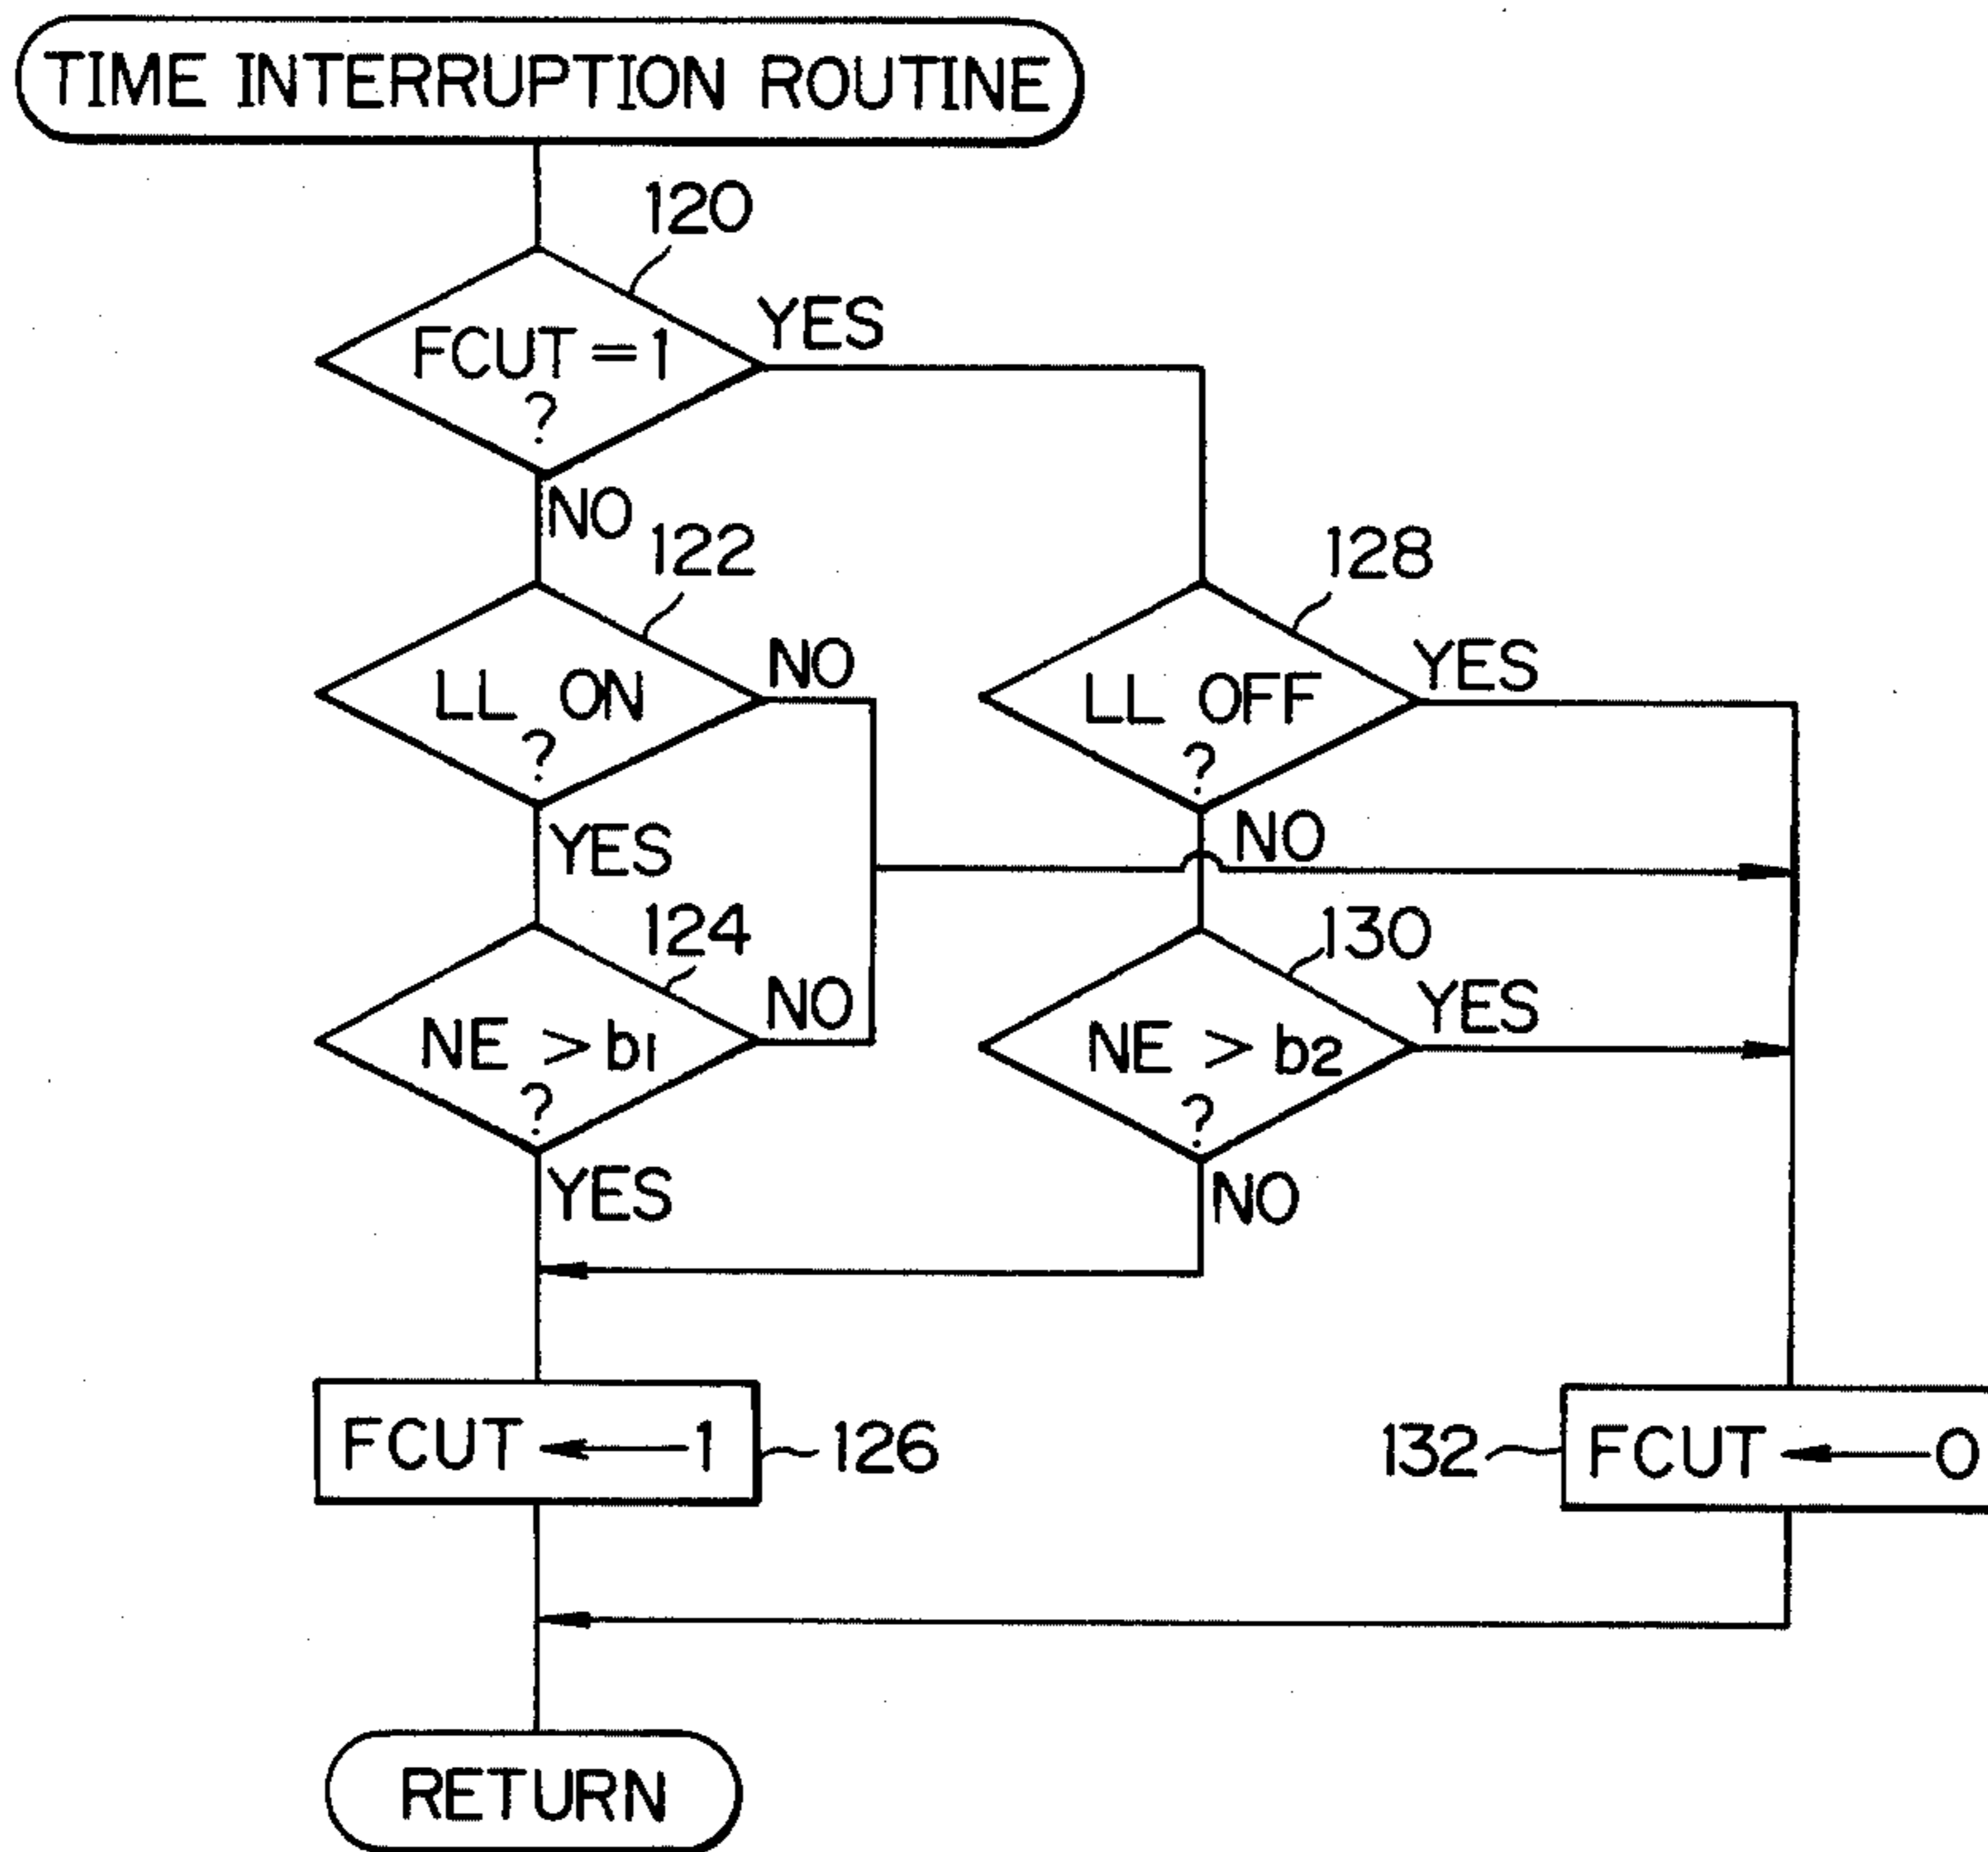 TIME INTERRUPTION ROUTINE
120
FCUT = 1
?
YES
NO
122
LL ON
?
NO
YES
128
LL OFF
?
YES
NO
124
NE > b1
?
NO
YES
130
NE > b2
?
YES
NO
FCUT ← 1
126
132
FCUT ← 0
RETURN